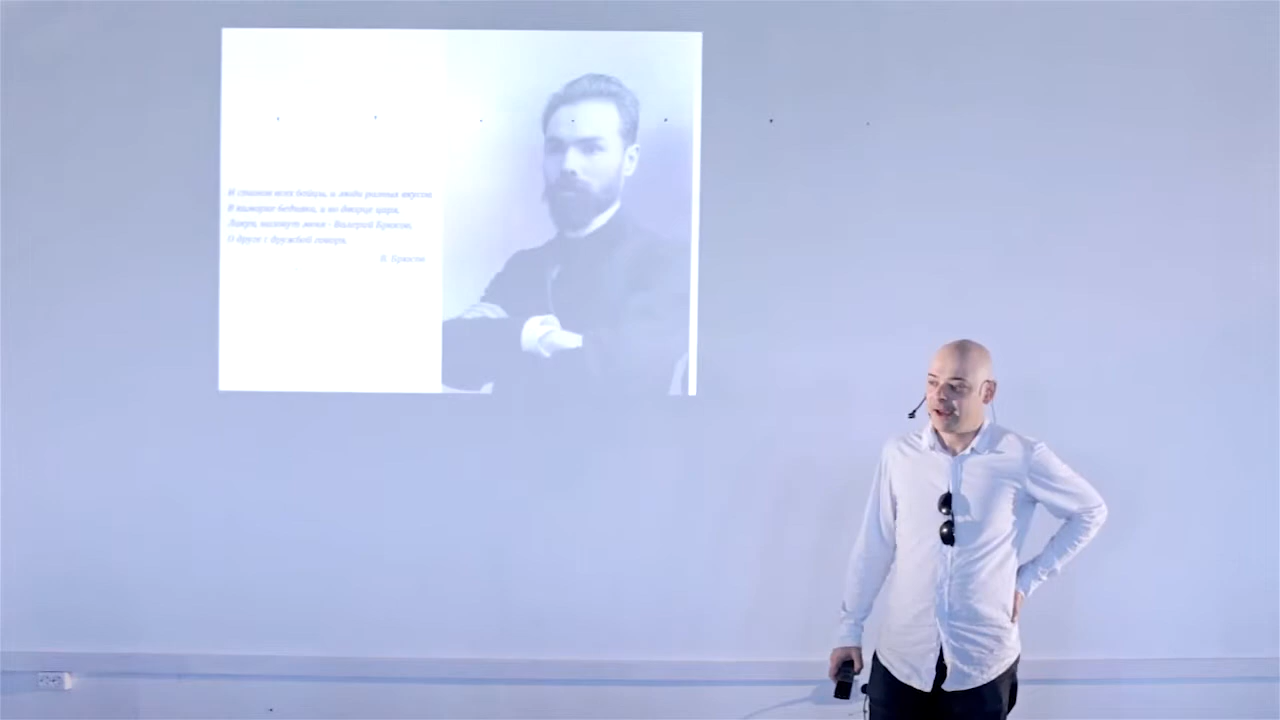 И станов всех бойцы, и люди разных вкусов
В каморке бедняка, и во дворце царя,
Ликуя, назовут меня - Валерий Брюсов,
О друге с дружбой говоря.
В. Брюсов